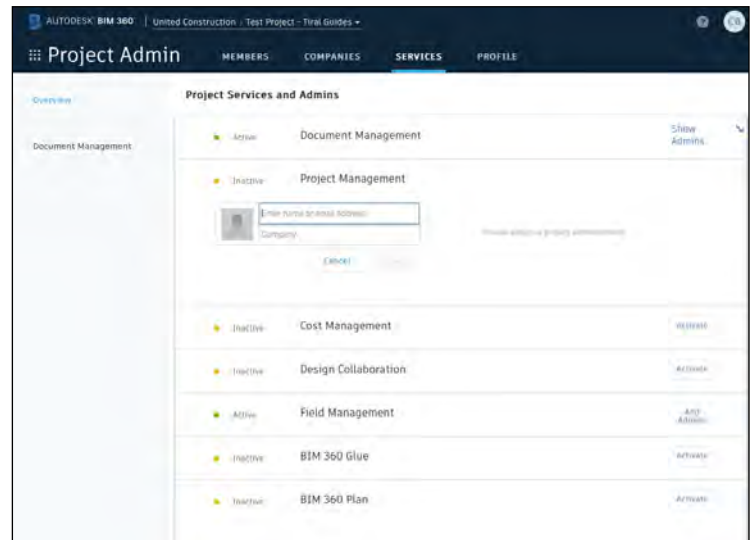 AUTODESK BIM 360 United Construction Test Project - Tiral Guides
CB
Project Admin MEMBERS COMPANIES SERVICES PROFILE
Overview
Project Services and Admins
Active Document Management Show Admins
Document Management
Inactive Project Management
Enter name or email address
Company
Cancel
Inactive Cost Management Activate
Inactive Design Collaboration Activate
Active Field Management Add Admins
Inactive BIM 360 Glue Activate
Inactive BIM 360 Plan Activate